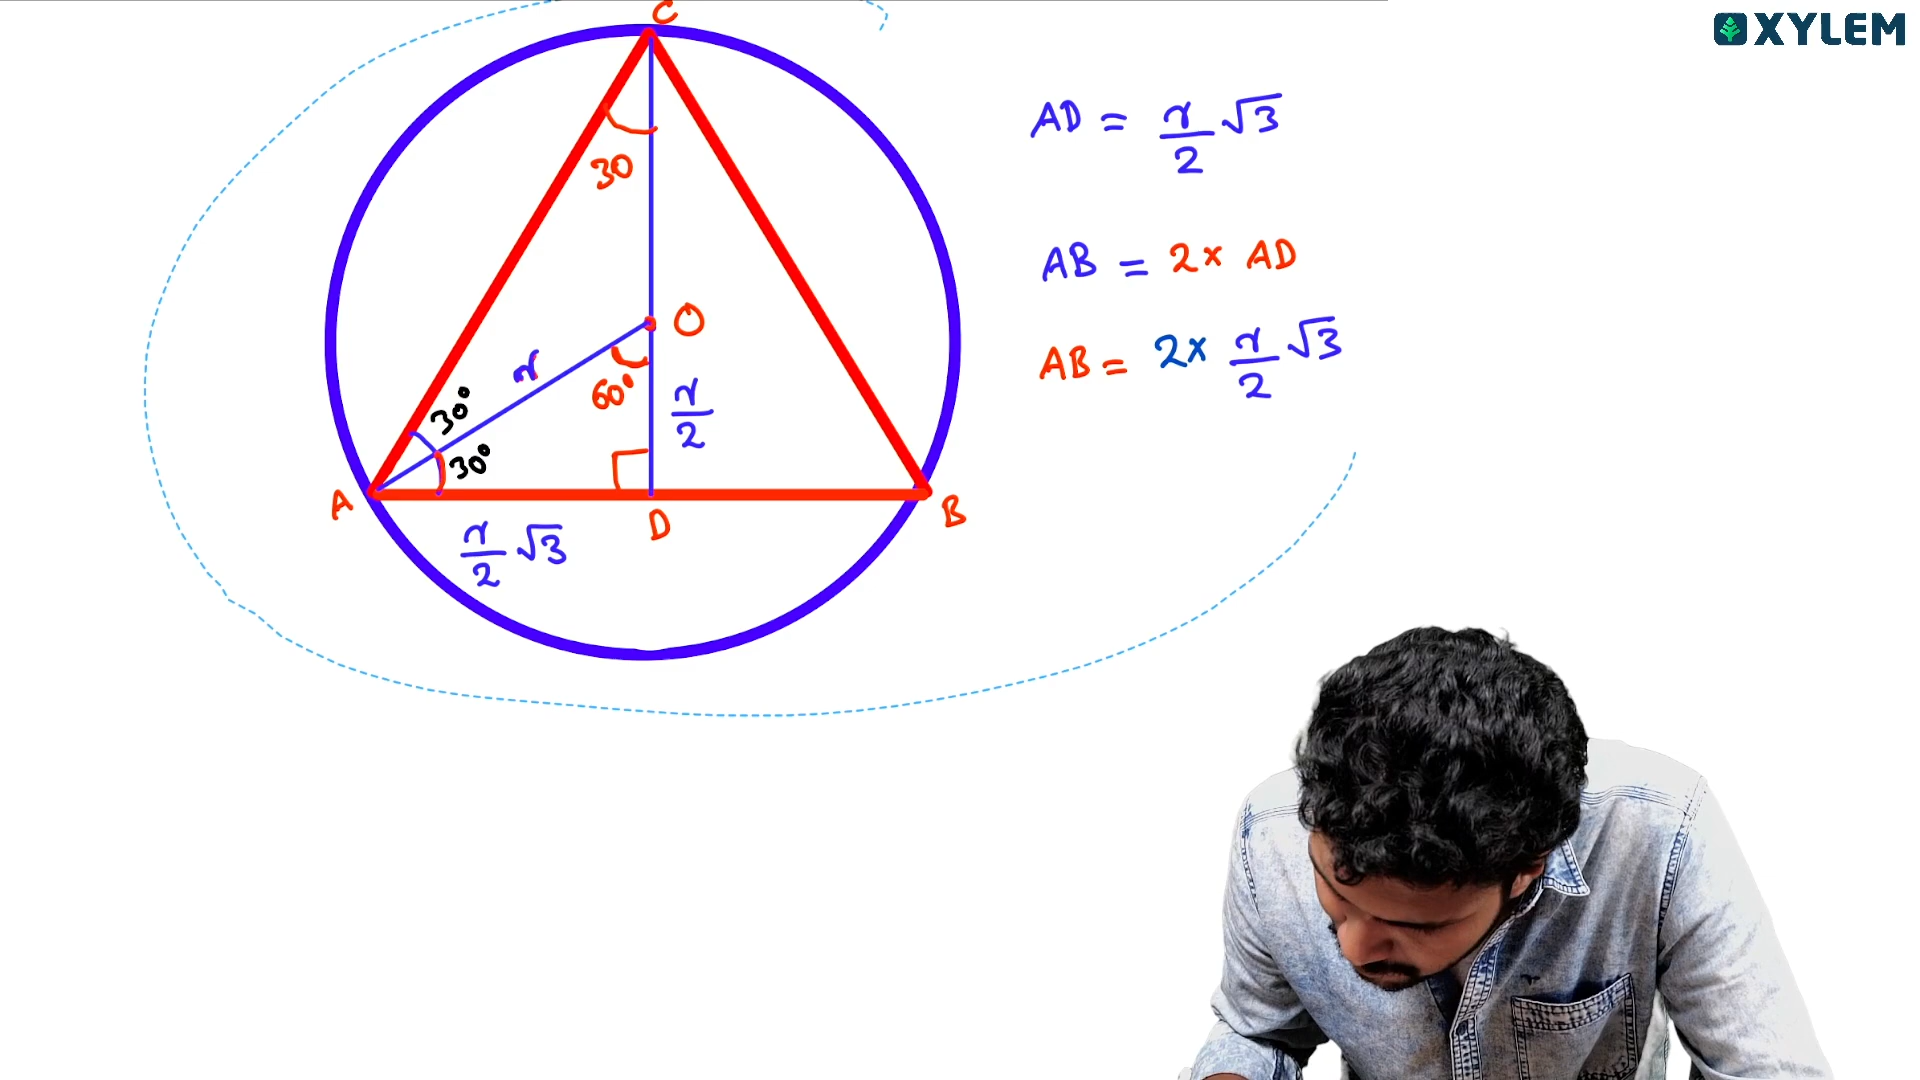 XYLEM
C
30
O
r
60°
r/2
30°
30°
A
D
B
r/2 √3
AD = r/2 √3
AB = 2 × AD
AB = 2 × r/2 √3